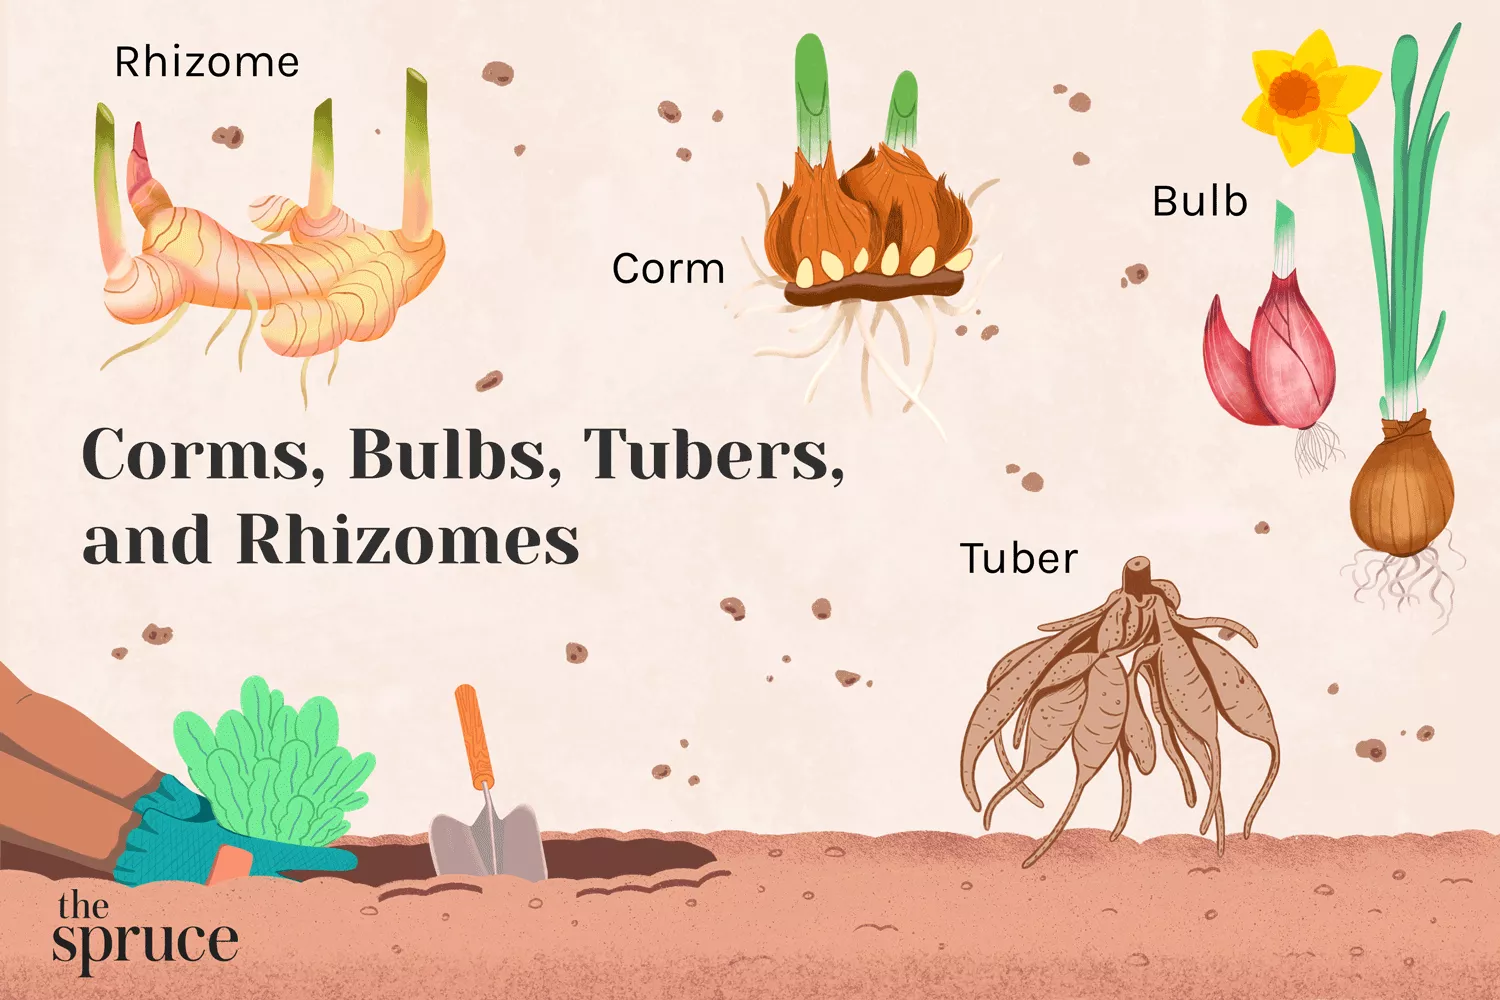 Rhizome
Corm
Bulb
Corms, Bulbs, Tubers,
and Rhizomes
Tuber
the
spruce